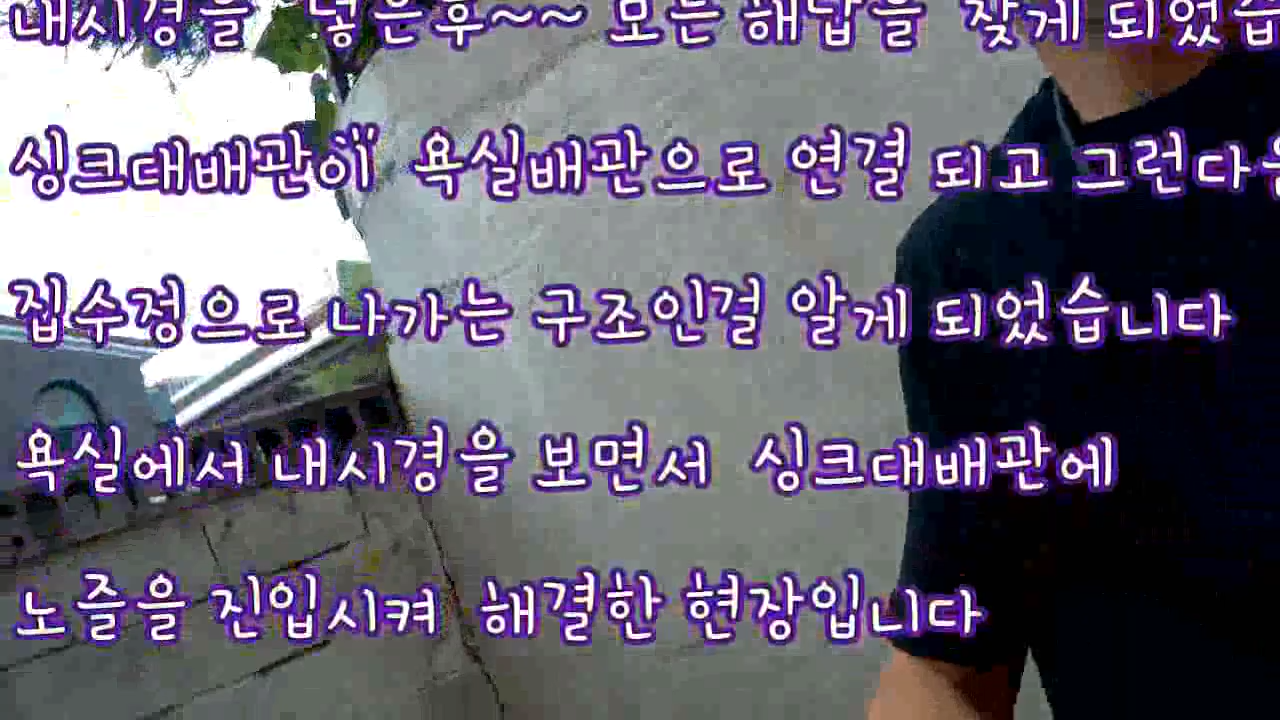 내시경을 넣은후~~ 모든 해답을 찾게 되었습
싱크대배관이 욕실배관으로 연결 되고 그런다음
집수정으로 나가는 구조인걸 알게 되었습니다
욕실에서 내시경을 보면서 싱크대배관에
노즐을 진입시켜 해결한 현장입니다